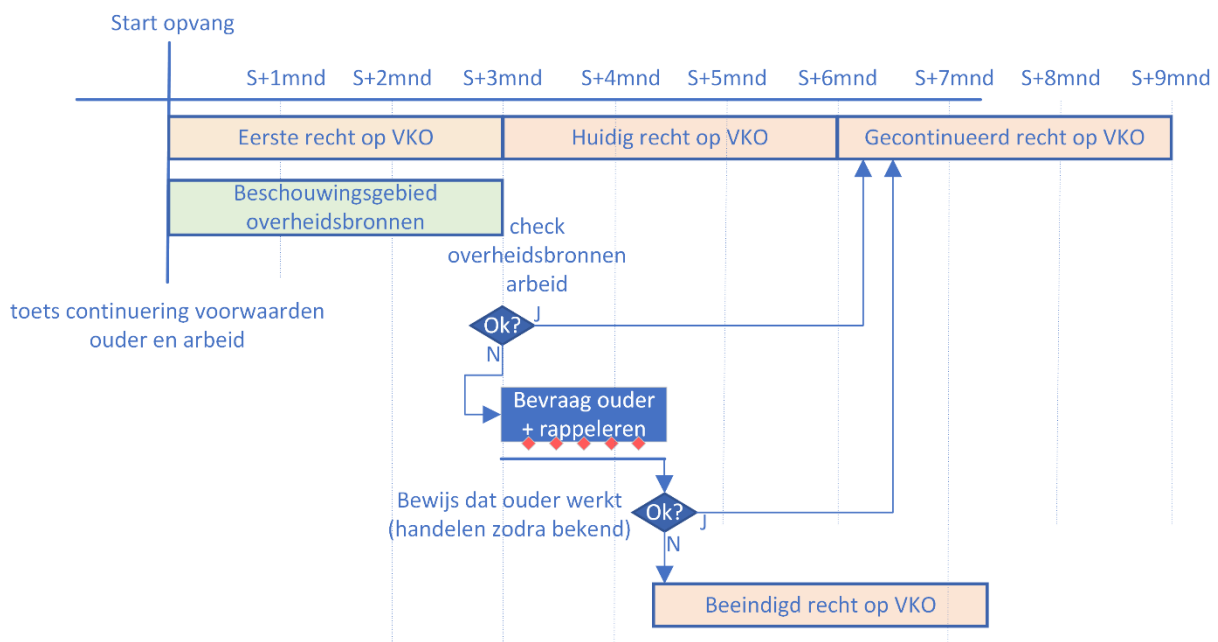 Start opvang
S+1mnd S+2mnd S+3mnd S+4mnd S+5mnd S+6mnd S+7mnd S+8mnd S+9mnd
Eerste recht op VKO Huidig recht op VKO Gecontinueerd recht op VKO
Beschouwingsgebied
overheidsbronnen
check
overheidsbronnen
arbeid
toets continuering voorwaarden
ouder en arbeid
Ok? J
N
Bevraag ouder
+ rappeleren
Bewijs dat ouder werkt
(handelen zodra bekend)
Ok? J
N
Beeindigd recht op VKO